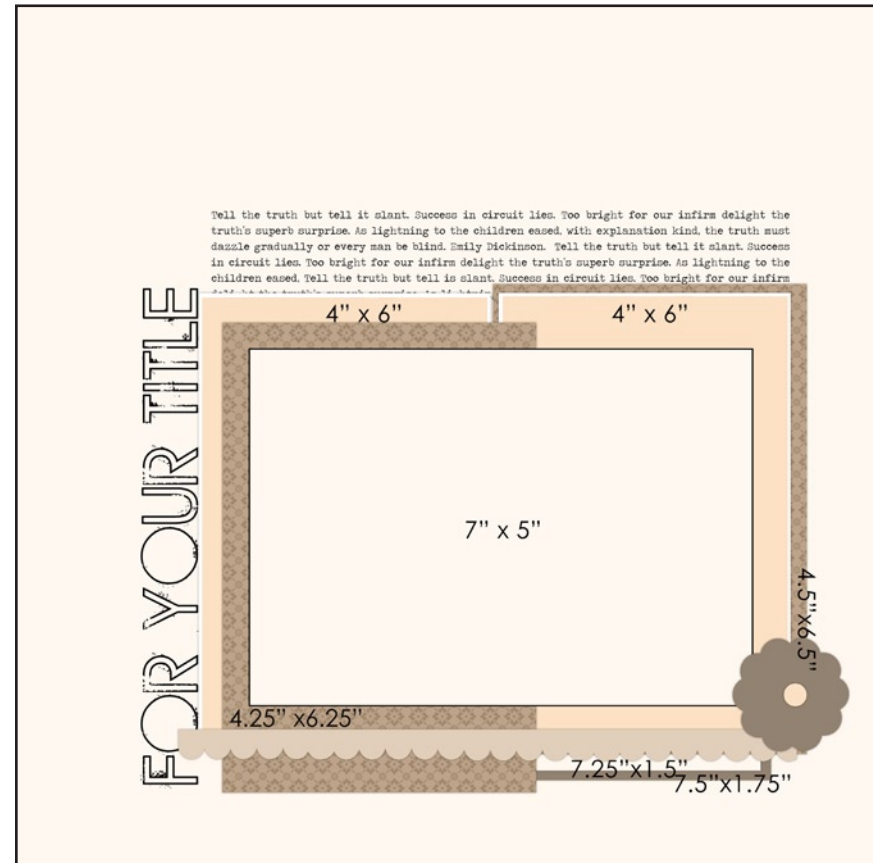 Tell the truth but tell it slant. Success in circuit lies. Too bright for our infirm delight the
truth's superb surprise. As lightning to the children eased, with explanation kind, the truth must
dazzle gradually or every man be blind. Emily Dickinson. Tell the truth but tell it slant. Success
in circuit lies. Too bright for our infirm delight the truth's superb surprise. As lightning to the
children eased, Tell the truth but tell is slant. Success in circuit lies. Too bright for our infirm
4” x 6”
4” x 6”
FOR YOUR TITLE
7” x 5”
4.5”x6.5”
4.25” x6.25”
7.25”x1.5”
7.5”x1.75”